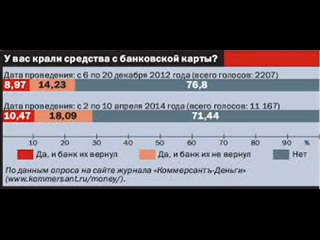 У вас крали средства с банковской карты?
Дата проведения: с 6 по 20 декабря 2012 года (всего голосов: 2207)
8,97 14,23 76,8
Дата проведения: с 2 по 10 апреля 2014 года (всего голосов: 11 167)
10,47 18,09 71,44
10 20 30 40 50 60 70 80 90 %
Да, и банк вернул Да, и банк их не вернул Нет
По данным опроса на сайте журнала «Коммерсантъ-Деньги»
(www.kommersant.ru/money/).